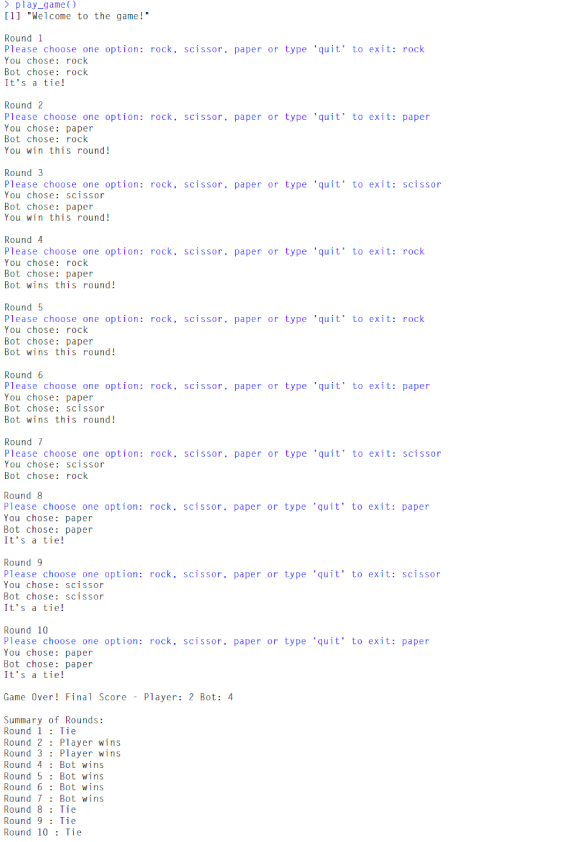 > play_game()
[1] "Welcome to the game!"
Round 1
Please choose one option: rock, scissor, paper or type 'quit' to exit: rock
You chose: rock
Bot chose: rock
It's a tie!
Round 2
Please choose one option: rock, scissor, paper or type 'quit' to exit: paper
You chose: paper
Bot chose: rock
You win this round!
Round 3
Please choose one option: rock, scissor, paper or type 'quit' to exit: scissor
You chose: scissor
Bot chose: paper
You win this round!
Round 4
Please choose one option: rock, scissor, paper or type 'quit' to exit: rock
You chose: rock
Bot chose: paper
Bot wins this round!
Round 5
Please choose one option: rock, scissor, paper or type 'quit' to exit: rock
You chose: rock
Bot chose: paper
Bot wins this round!
Round 6
Please choose one option: rock, scissor, paper or type 'quit' to exit: paper
You chose: paper
Bot chose: scissor
Bot wins this round!
Round 7
Please choose one option: rock, scissor, paper or type 'quit' to exit: scissor
You chose: scissor
Bot chose: rock
Round 8
Please choose one option: rock, scissor, paper or type 'quit' to exit: paper
You chose: paper
Bot chose: paper
It's a tie!
Round 9
Please choose one option: rock, scissor, paper or type 'quit' to exit: scissor
You chose: scissor
Bot chose: scissor
It's a tie!
Round 10
Please choose one option: rock, scissor, paper or type 'quit' to exit: paper
You chose: paper
Bot chose: paper
It's a tie!
Game Over! Final Score - Player: 2 Bot: 4
Summary of Rounds:
Round 1 : Tie
Round 2 : Player wins
Round 3 : Player wins
Round 4 : Bot wins
Round 5 : Bot wins
Round 6 : Bot wins
Round 7 : Bot wins
Round 8 : Tie
Round 9 : Tie
Round 10 : Tie